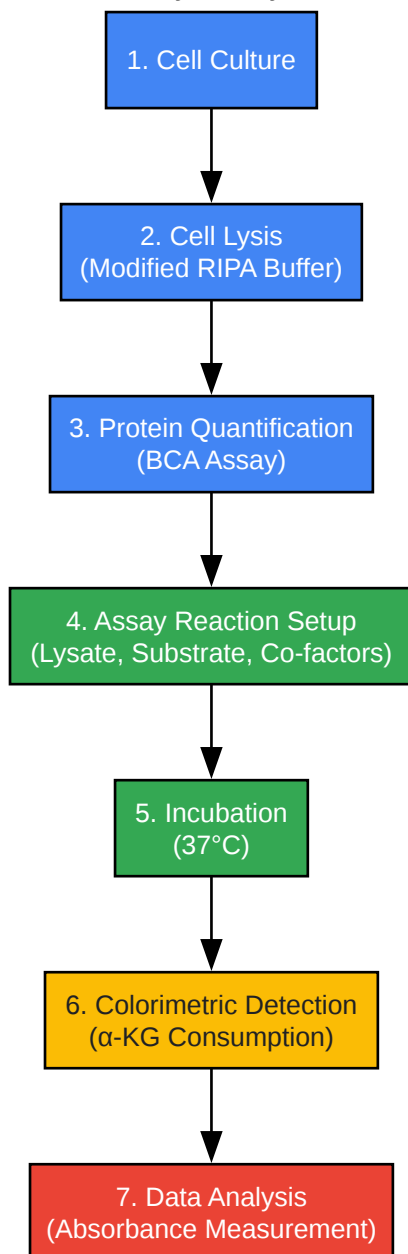 1. Cell Culture
2. Cell Lysis
(Modified RIPA Buffer)
3. Protein Quantification
(BCA Assay)
4. Assay Reaction Setup
(Lysate, Substrate, Co-factors)
5. Incubation
(37°C)
6. Colorimetric Detection
(α-KG Consumption)
7. Data Analysis
(Absorbance Measurement)